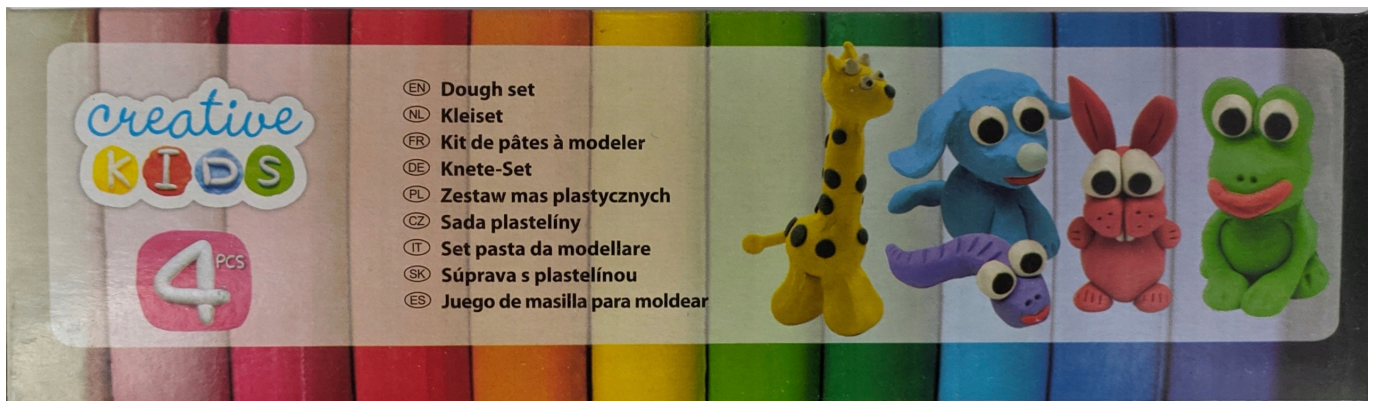 creative
KIDS
4 PCS
EN Dough set
NL Kleiset
FR Kit de pâtes à modeler
DE Knete-Set
PL Zestaw mas plastycznych
CZ Sada plastelíny
IT Set pasta da modellare
SK Súprava s plastelínou
ES Juego de masilla para moldear